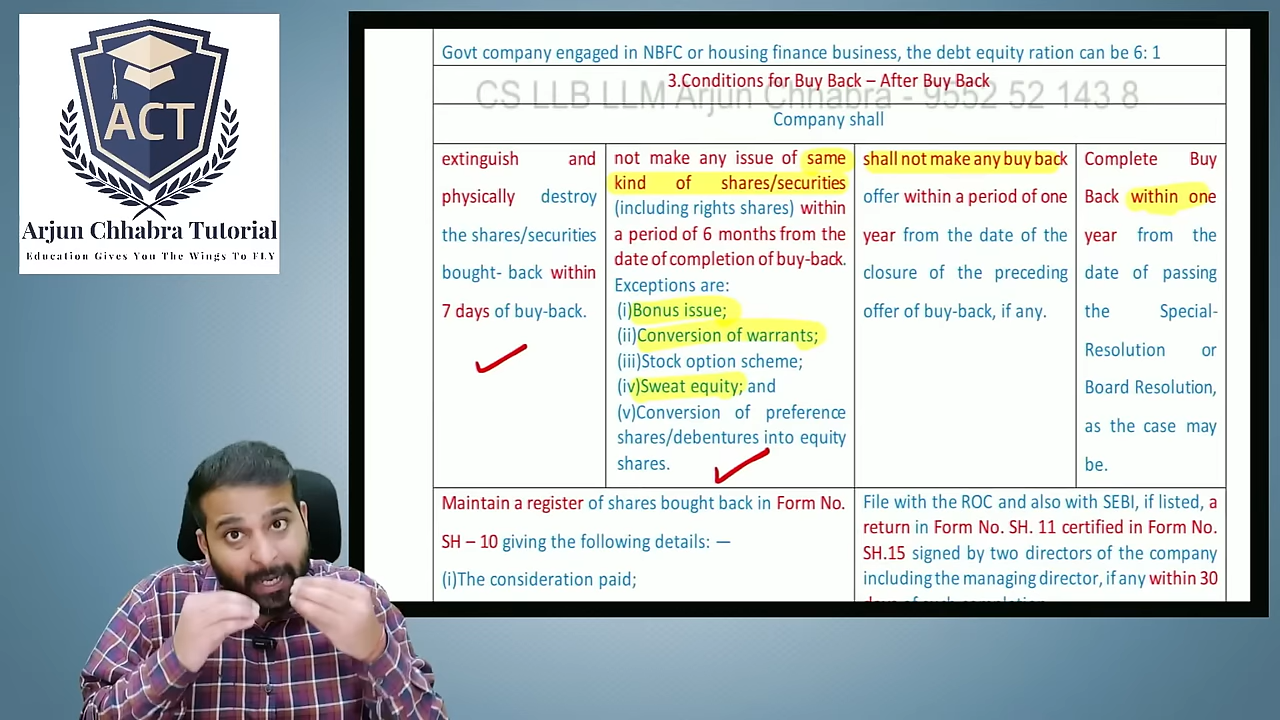 ACT
Arjun Chhabra Tutorial
Education Gives You The Wings To FLY
Govt company engaged in NBFC or housing finance business, the debt equity ration can be 6: 1
3.Conditions for Buy Back – After Buy Back
CS LLB LLM Arjun Chhabra - 9552 52 143 8
Company shall
extinguish and
physically destroy
the shares/securities
bought- back within
7 days of buy-back.
not make any issue of same
kind of shares/securities
(including rights shares) within
a period of 6 months from the
date of completion of buy-back.
Exceptions are:
(i)Bonus issue;
(ii)Conversion of warrants;
(iii)Stock option scheme;
(iv)Sweat equity; and
(v)Conversion of preference
shares/debentures into equity
shares.
shall not make any buy back
offer within a period of one
year from the date of the
closure of the preceding
offer of buy-back, if any.
Complete Buy
Back within one
year from the
date of passing
the Special-
Resolution or
Board Resolution,
as the case may
be.
Maintain a register of shares bought back in Form No.
SH – 10 giving the following details: —
(i)The consideration paid;
File with the ROC and also with SEBI, if listed, a
return in Form No. SH. 11 certified in Form No.
SH.15 signed by two directors of the company
including the managing director, if any within 30